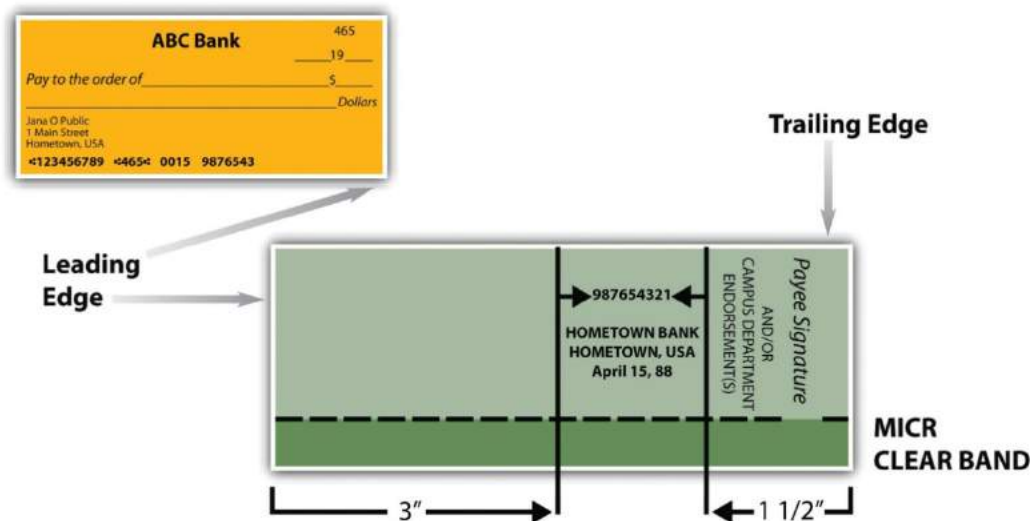 ABC Bank
465
19
Pay to the order of $
Dollars
Jana O Public
1 Main Street
Hometown, USA
⑆123456789 ⑆465⑆ 0015 9876543
Trailing Edge
Leading
Edge
987654321
HOMETOWN BANK
HOMETOWN, USA
April 15, 88
Payee Signature
AND/OR
CAMPUS DEPARTMENT
ENDORSEMENT(S)
MICR
CLEAR BAND
3"
1 1/2"